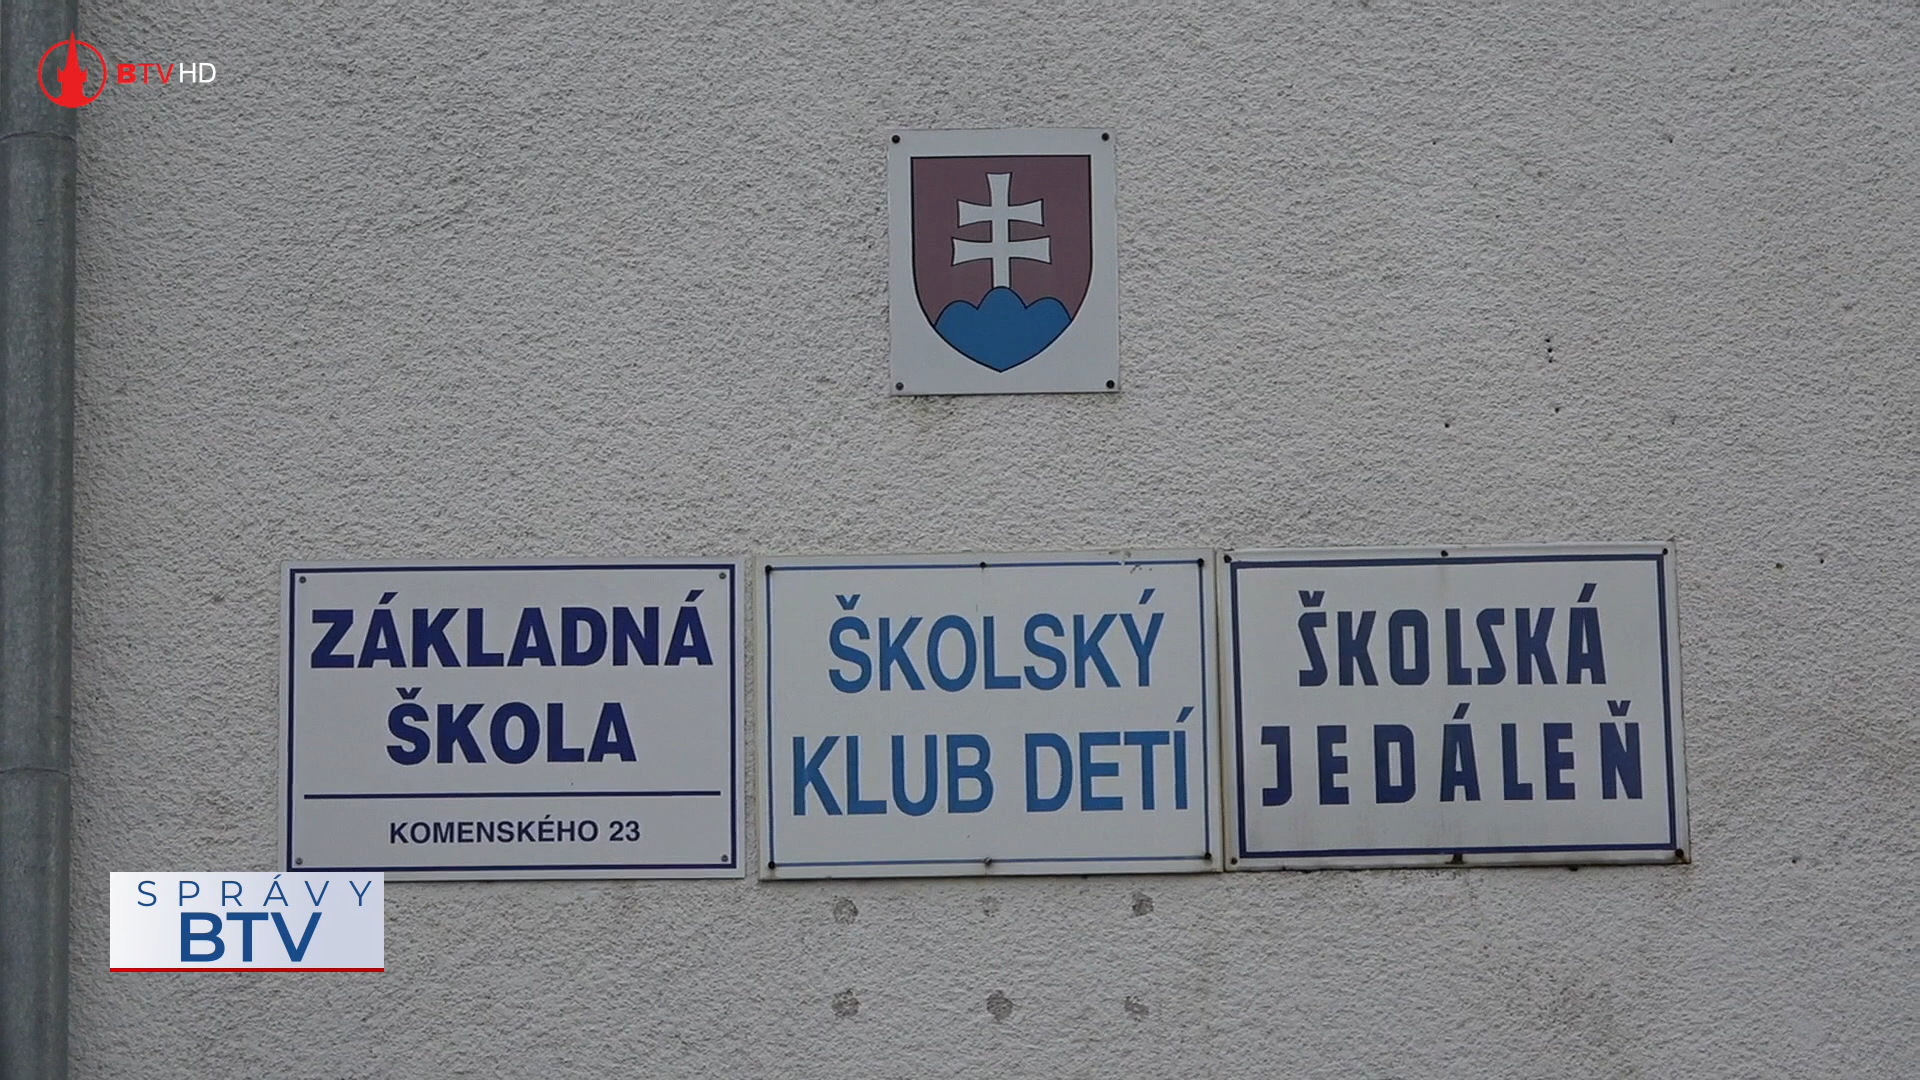 BTV HD
ZÁKLADNÁ
ŠKOLA
KOMENSKÉHO 23
ŠKOLSKÝ
KLUB DETÍ
ŠKOLSKÁ
JEDÁLEŇ
SPRÁVY
BTV